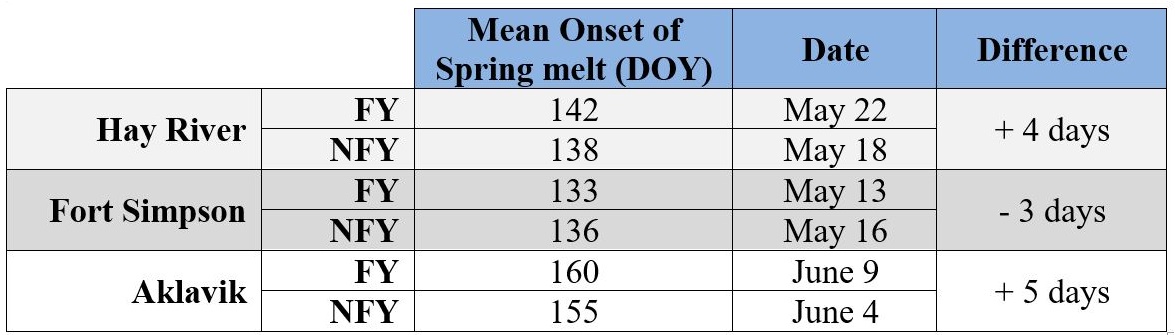 Mean Onset of Spring melt (DOY) Date Difference
Hay River FY 142 May 22 + 4 days
NFY 138 May 18
Fort Simpson FY 133 May 13 - 3 days
NFY 136 May 16
Aklavik FY 160 June 9 + 5 days
NFY 155 June 4